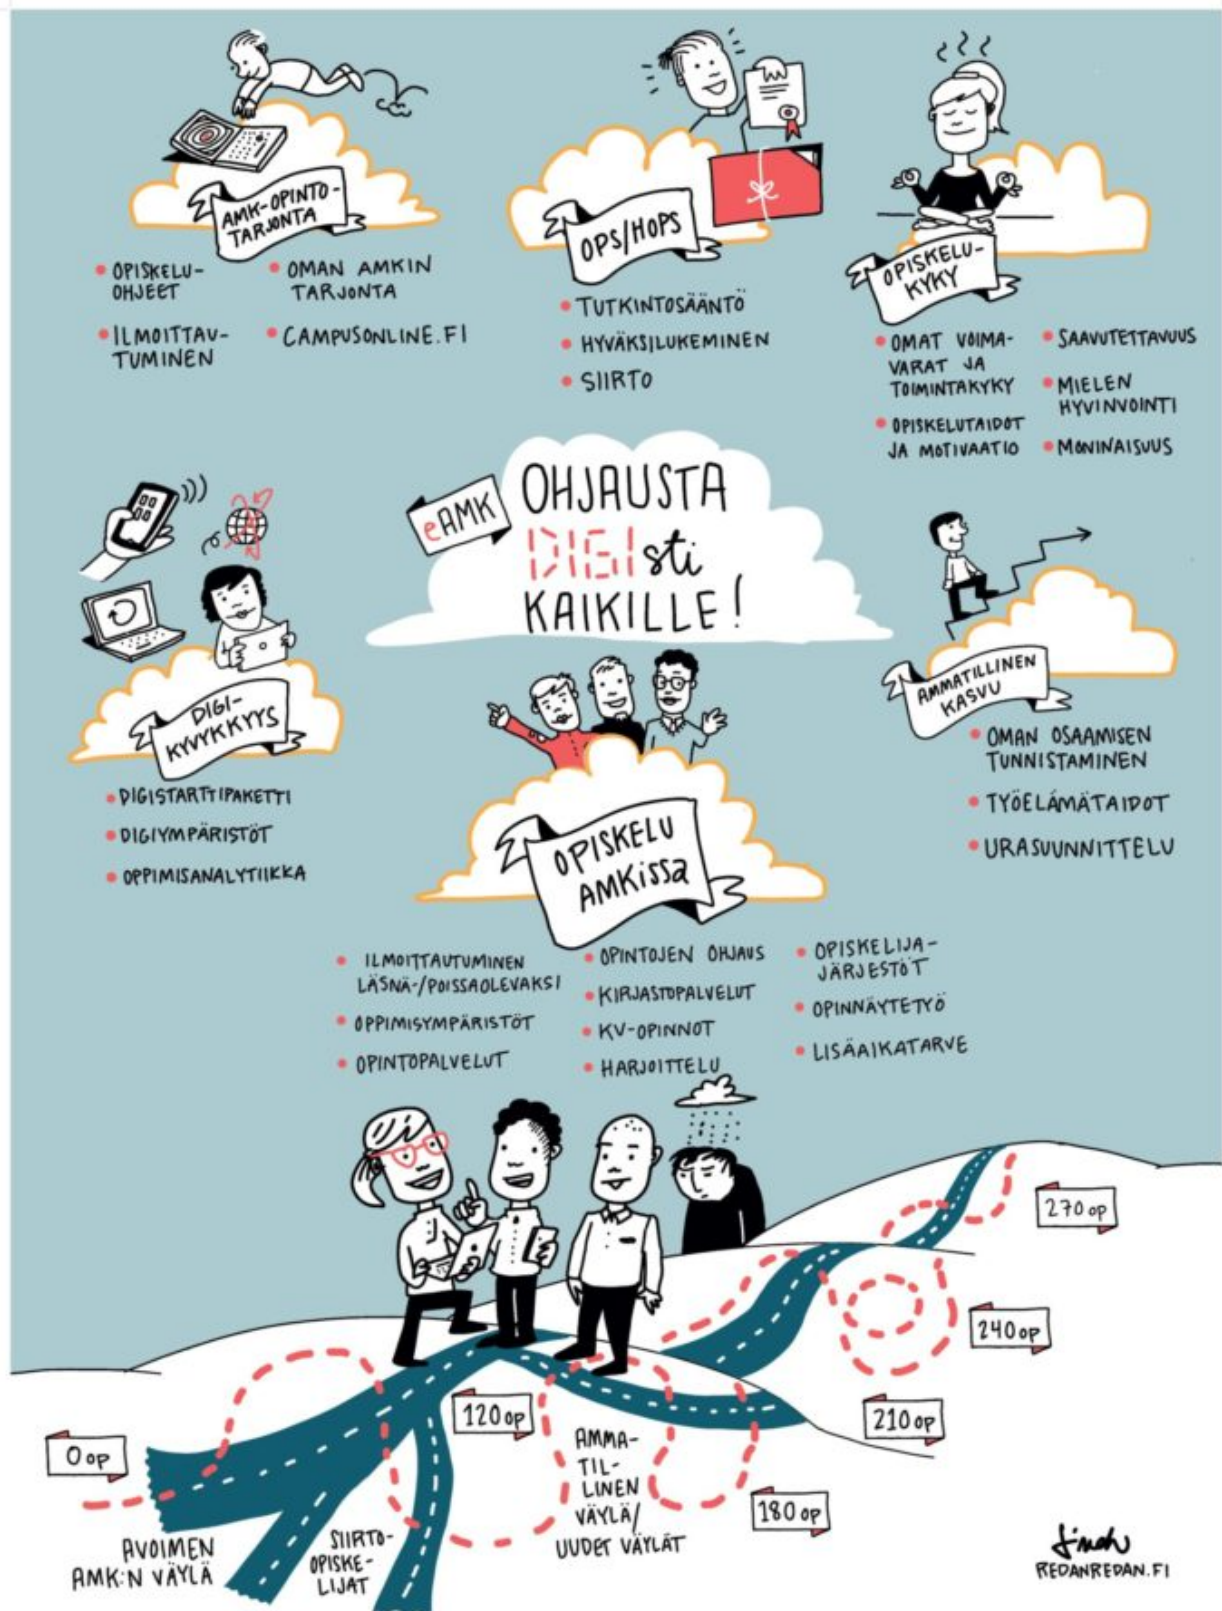 AMK-OPINTO-
TARJONTA
OPISKELU-
OHJEET
ILMOITTAU-
TUMINEN
OMAN AMKIN
TARJONTA
CAMPUSONLINE.FI
OPS/HOPS
TUTKINTOSÄÄNTÖ
HYVÄKSILUKEMINEN
SIIRTO
OPISKELU-
KYKY
OMAT VOIMA-
VARAT JA
TOIMINTAKYKY
OPISKELUTAIDOT
JA MOTIVAATIO
SAAVUTETTAVUUS
MIELEN
HYVINVOINTI
MONINAISUUS
eAMK
OHJAUSTA
DIGIsti
KAIKILLE!
DIGI-
KYVYKKYYS
DIGISTARTTIPAKETTI
DIGIYMPÄRISTÖT
OPPIMISANALYTIIKKA
AMMATILLINEN
KASVU
OMAN OSAAMISEN
TUNNISTAMINEN
TYÖELÄMÄTAIDOT
URASUUNNITTELU
OPISKELU
AMKissa
ILMOITTAUTUMINEN
LÄSNÄ-/POISSAOLEVAKSI
OPPIMISYMPÄRISTÖT
OPINTOPALVELUT
OPINTOJEN OHJAUS
KIRJASTOPALVELUT
KV-OPINNOT
HARJOITTELU
OPISKELIJA-
JÄRJESTÖT
OPINNÄYTETYÖ
LISÄAIKATARVE
270 op
240 op
210 op
180 op
120 op
0 op
AVOIMEN
AMK:N VÄYLÄ
SIIRTO-
OPISKE-
LIJAT
AMMA-
TIL-
LINEN
VÄYLÄ/
UUDET VÄYLÄT
REDANREDAN.FI